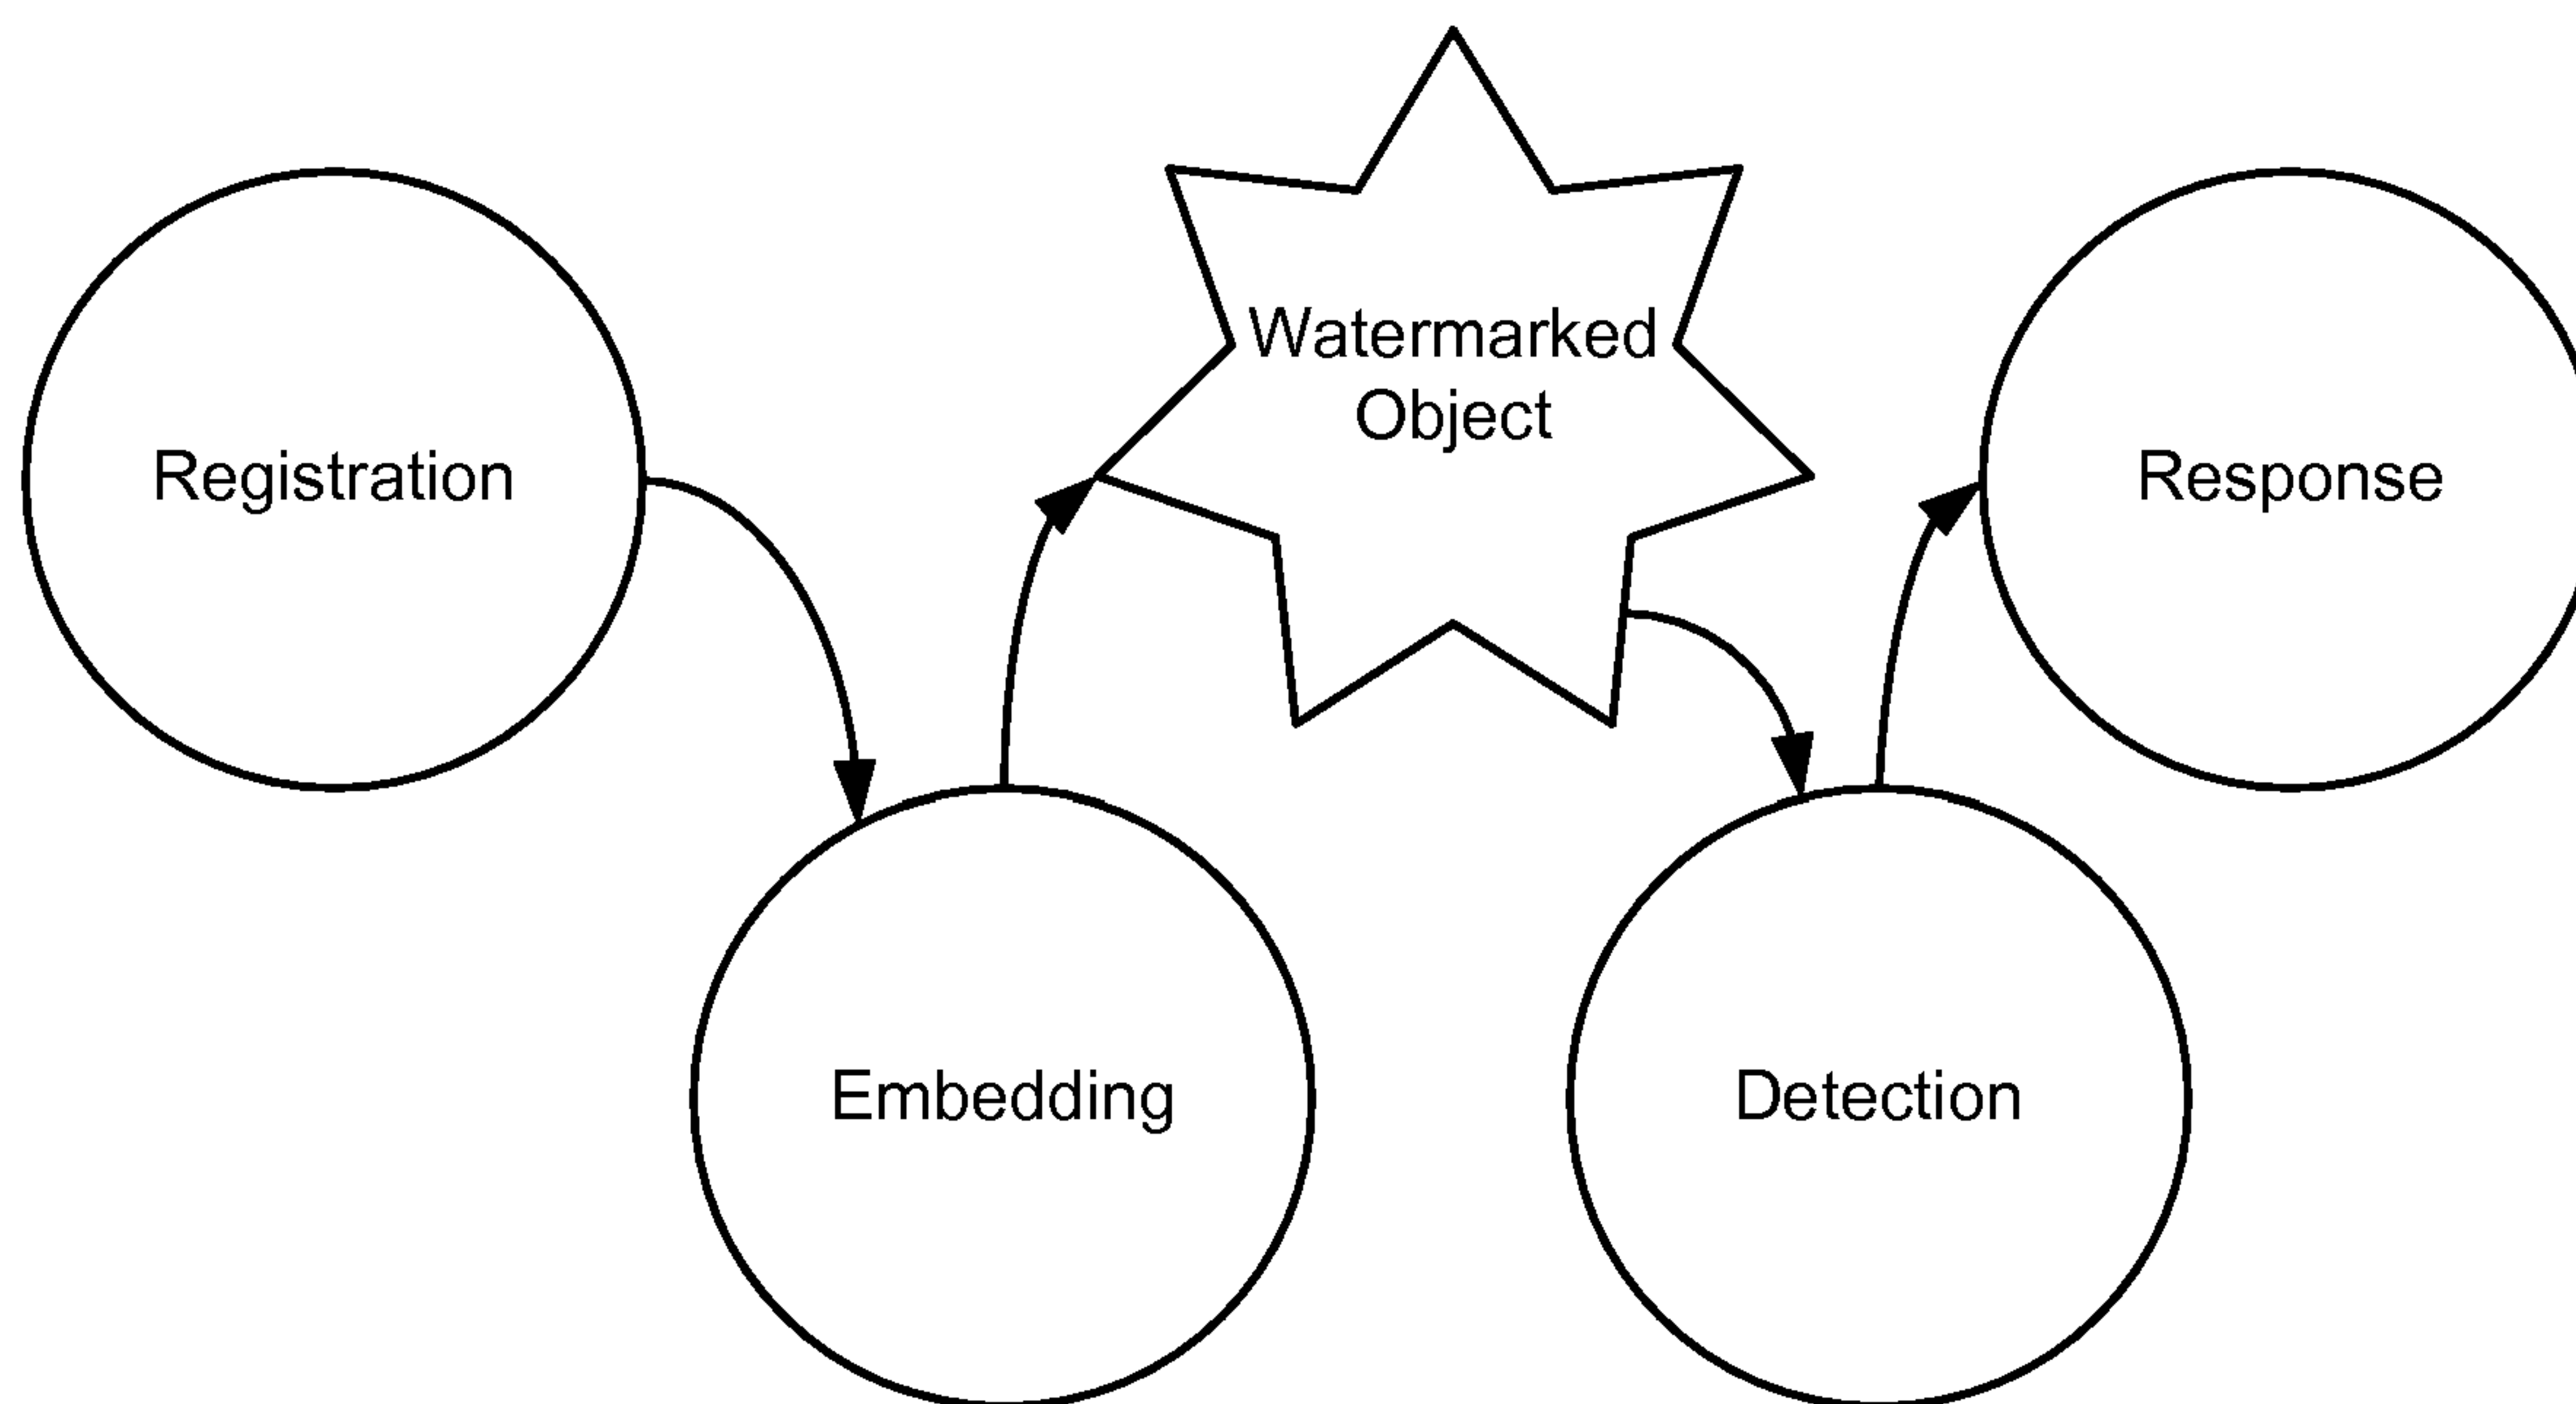 Registration
Embedding
Watermarked
Object
Detection
Response